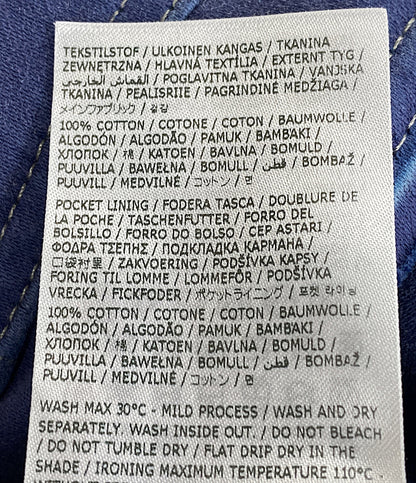 TEKSTILSTOF / ULKOINEN KANGAS / TKANINA
ZEWNĘTRZNA / HLAVNÁ TEXTÍLIA / EXTERNT TYG /
القماش الخارجي / POGLAVITNA TKANINA / VANJSKA
TKANINA / PEALISRIIE / PAGRINDINĖ MEDŽIAGA /
メインファブリック / 겉감
100% COTTON / COTONE / COTON / BAUMWOLLE /
ALGODÓN / ALGODÃO / PAMUK / BAMBAKI /
ХЛОПОК / 棉 / KATOEN / BAVLNA / BOMULD /
PUUVILLA / BAWEŁNA / BOMULL / قطن / BOMBAŽ /
PUUVILL / MEDVILNĖ / コットン / 면
POCKET LINING / FODERA TASCA / DOUBLURE DE
LA POCHE / TASCHENFUTTER / FORRO DEL
BOLSILLO / FORRO DO BOLSO / CEP ASTARI /
ΦΟΔΡΑ ΤΣΕΠΗΣ / ПОДКЛАДКА КАРМАНА /
口袋衬里 / ZAKVOERING / PODŠÍVKA KAPSY /
FORING TIL LOMME / LOMMEFÔR / PODŠÍVKA
VRECKA / FICKFODER / ポケットライニング / 포켓 라이닝
100% COTTON / COTONE / COTON / BAUMWOLLE /
ALGODÓN / ALGODÃO / PAMUK / BAMBAKI /
ХЛОПОК / 棉 / KATOEN / BAVLNA / BOMULD /
PUUVILLA / BAWEŁNA / BOMULL / قطن / BOMBAŽ /
PUUVILL / MEDVILNĖ / コットン / 면
WASH MAX 30°C - MILD PROCESS / WASH AND DRY
SEPARATELY. WASH INSIDE OUT. / DO NOT BLEACH
/ DO NOT TUMBLE DRY / FLAT DRIP DRY IN THE
SHADE / IRONING MAXIMUM TEMPERATURE 110°C -